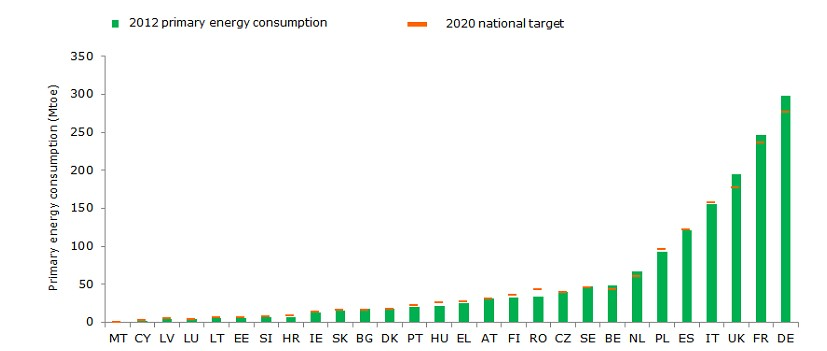 2012 primary energy consumption 2020 national target
Primary energy consumption (Mtoe)
350
300
250
200
150
100
50
0
MT CY LV LU LT EE SI HR IE SK BG DK PT HU EL AT FI RO CZ SE BE NL PL ES IT UK FR DE